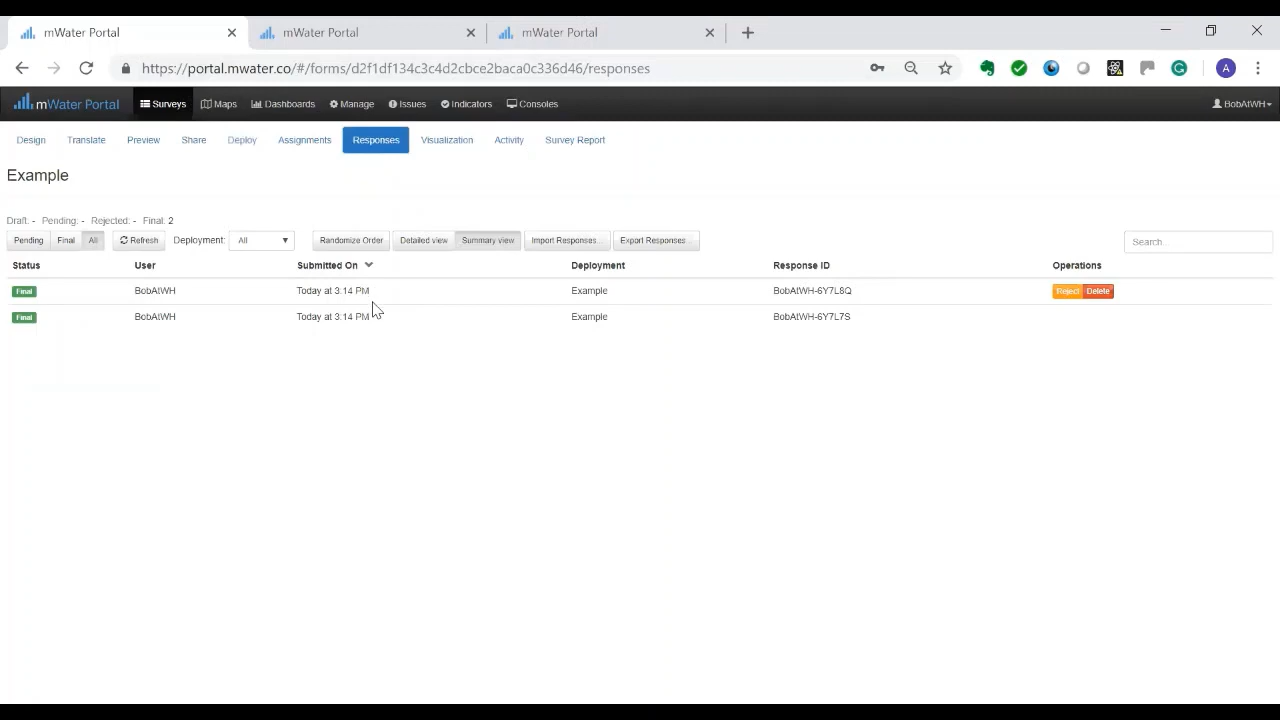 mWater Portal mWater Portal mWater Portal
https://portal.mwater.co/#/forms/d2f1df134c3c4d2cbce2baca0c336d46/responses A
mWater Portal Surveys Maps Dashboards Manage Issues Indicators Consoles BobAtWH
Design Translate Preview Share Deploy Assignments Responses Visualization Activity Survey Report
Example
Draft: - Pending: - Rejected: - Final: 2
Pending Final All Refresh Deployment: All Randomize Order Detailed view Summary view Import Responses... Export Responses... Search...
Status User Submitted On Deployment Response ID Operations
Final BobAtWH Today at 3:14 PM Example BobAtWH-6Y7L8Q Reject Delete
Final BobAtWH Today at 3:14 PM Example BobAtWH-6Y7L7S